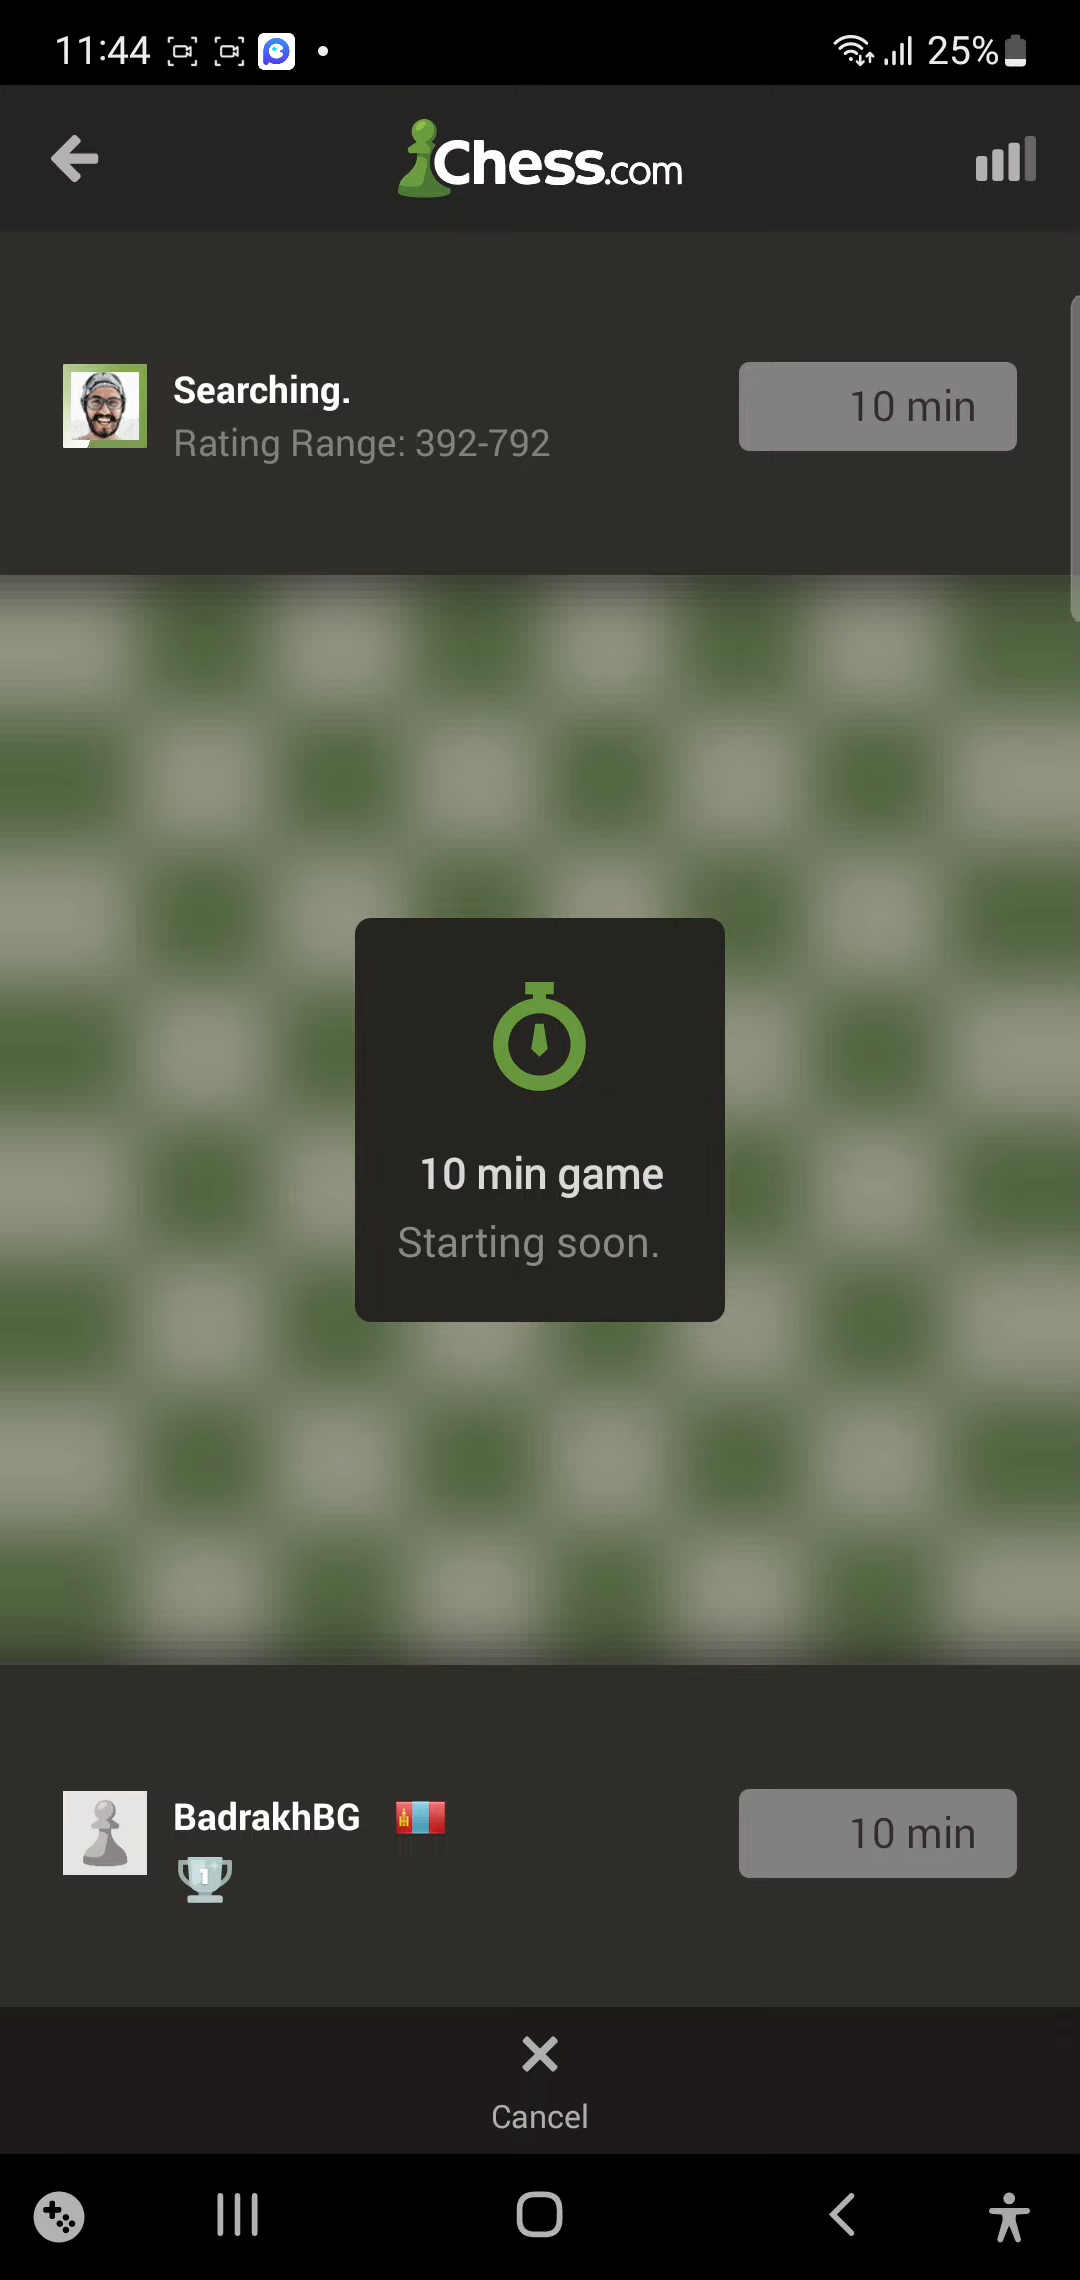 11:44
25%
Chess.com
Searching.
Rating Range: 392-792
10 min
10 min game
Starting soon.
BadrakhBG
1
10 min
Cancel